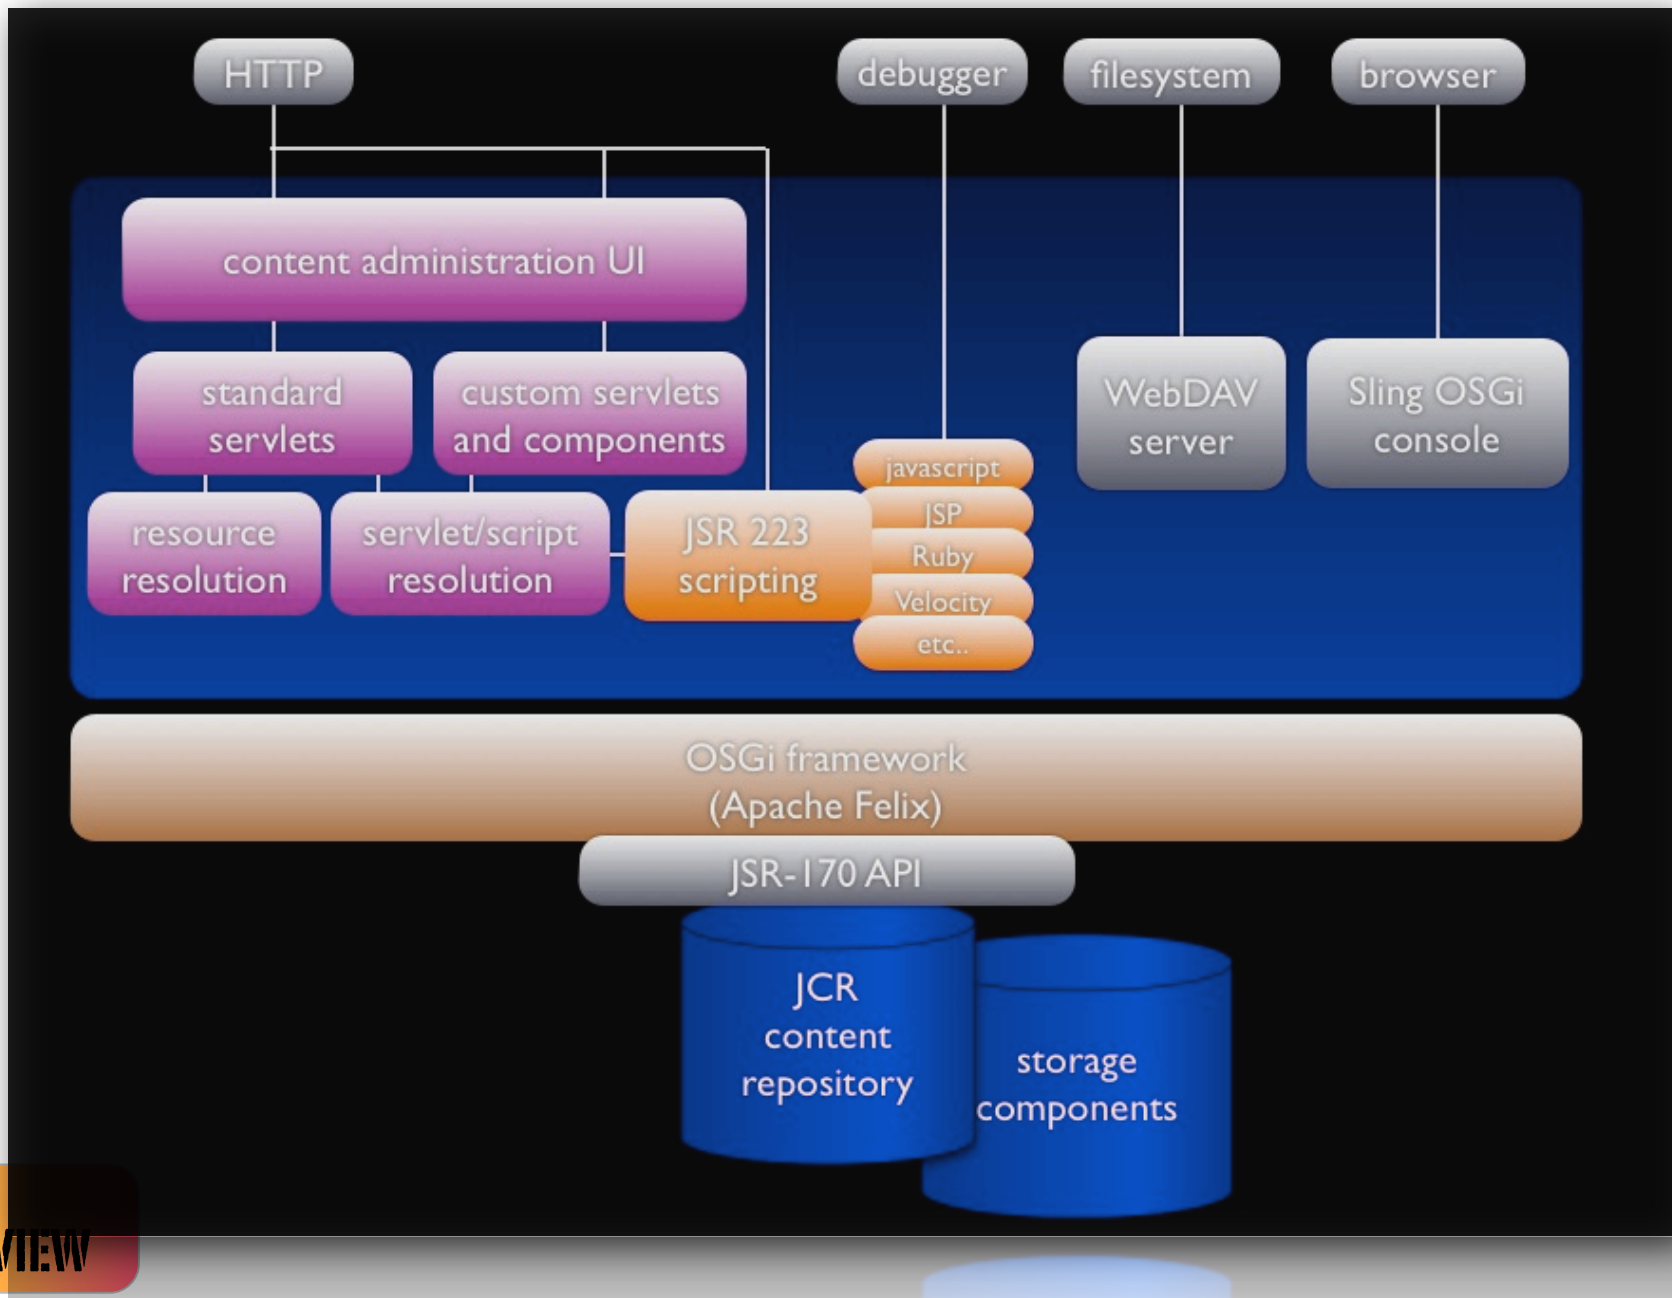 HTTP
debugger
filesystem
browser
content administration UI
standard
servlets
custom servlets
and components
WebDAV
server
Sling OSGi
console
resource
resolution
servlet/script
resolution
JSR 223
scripting
javascript
JSP
Ruby
Velocity
etc..
OSGi framework
(Apache Felix)
JSR-170 API
JCR
content
repository
storage
components